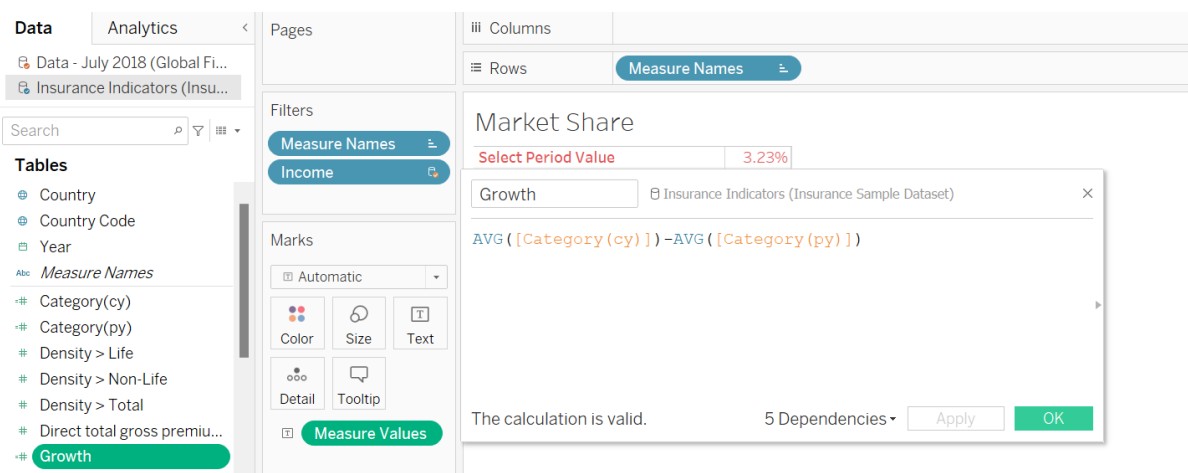 Data Analytics <
Data - July 2018 (Global Fi...
Insurance Indicators (Insu...
Search
Tables
Country
Country Code
Year
Abc Measure Names
=# Category(cy)
=# Category(py)
# Density > Life
# Density > Non-Life
# Density > Total
# Direct total gross premiu...
=# Growth
Pages
Filters
Measure Names
Income
Marks
T Automatic
Color Size T Text
Detail Tooltip
T Measure Values
iii Columns
Rows Measure Names
Market Share
Select Period Value 3.23%
Growth Insurance Indicators (Insurance Sample Dataset) ×
AVG([Category(cy)])-AVG([Category(py)])
The calculation is valid. 5 Dependencies Apply OK